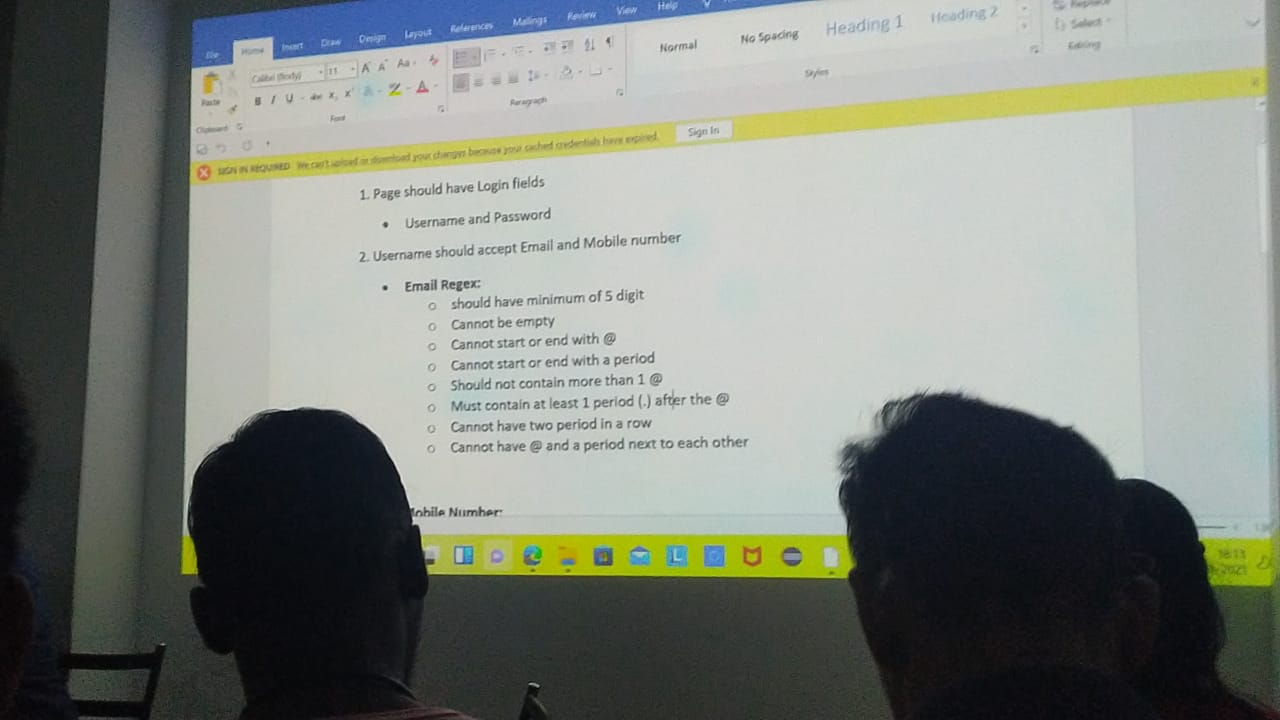 File Home Insert Draw Design Layout References Mailings Review View Help
Calibri (Body) 11 Aa
Normal No Spacing Heading 1 Heading 2
Replace
Select
Paste
B I U abc X X A
Clipboard Font Paragraph Styles Editing
SIGN IN REQUIRED We can't upload or download your changes because your cached credentials have expired. Sign In
1. Page should have Login fields
• Username and Password
2. Username should accept Email and Mobile number
• Email Regex:
o should have minimum of 5 digit
o Cannot be empty
o Cannot start or end with @
o Cannot start or end with a period
o Should not contain more than 1 @
o Must contain at least 1 period (.) after the @
o Cannot have two period in a row
o Cannot have @ and a period next to each other
Mobile Number:
L
18:13
2021